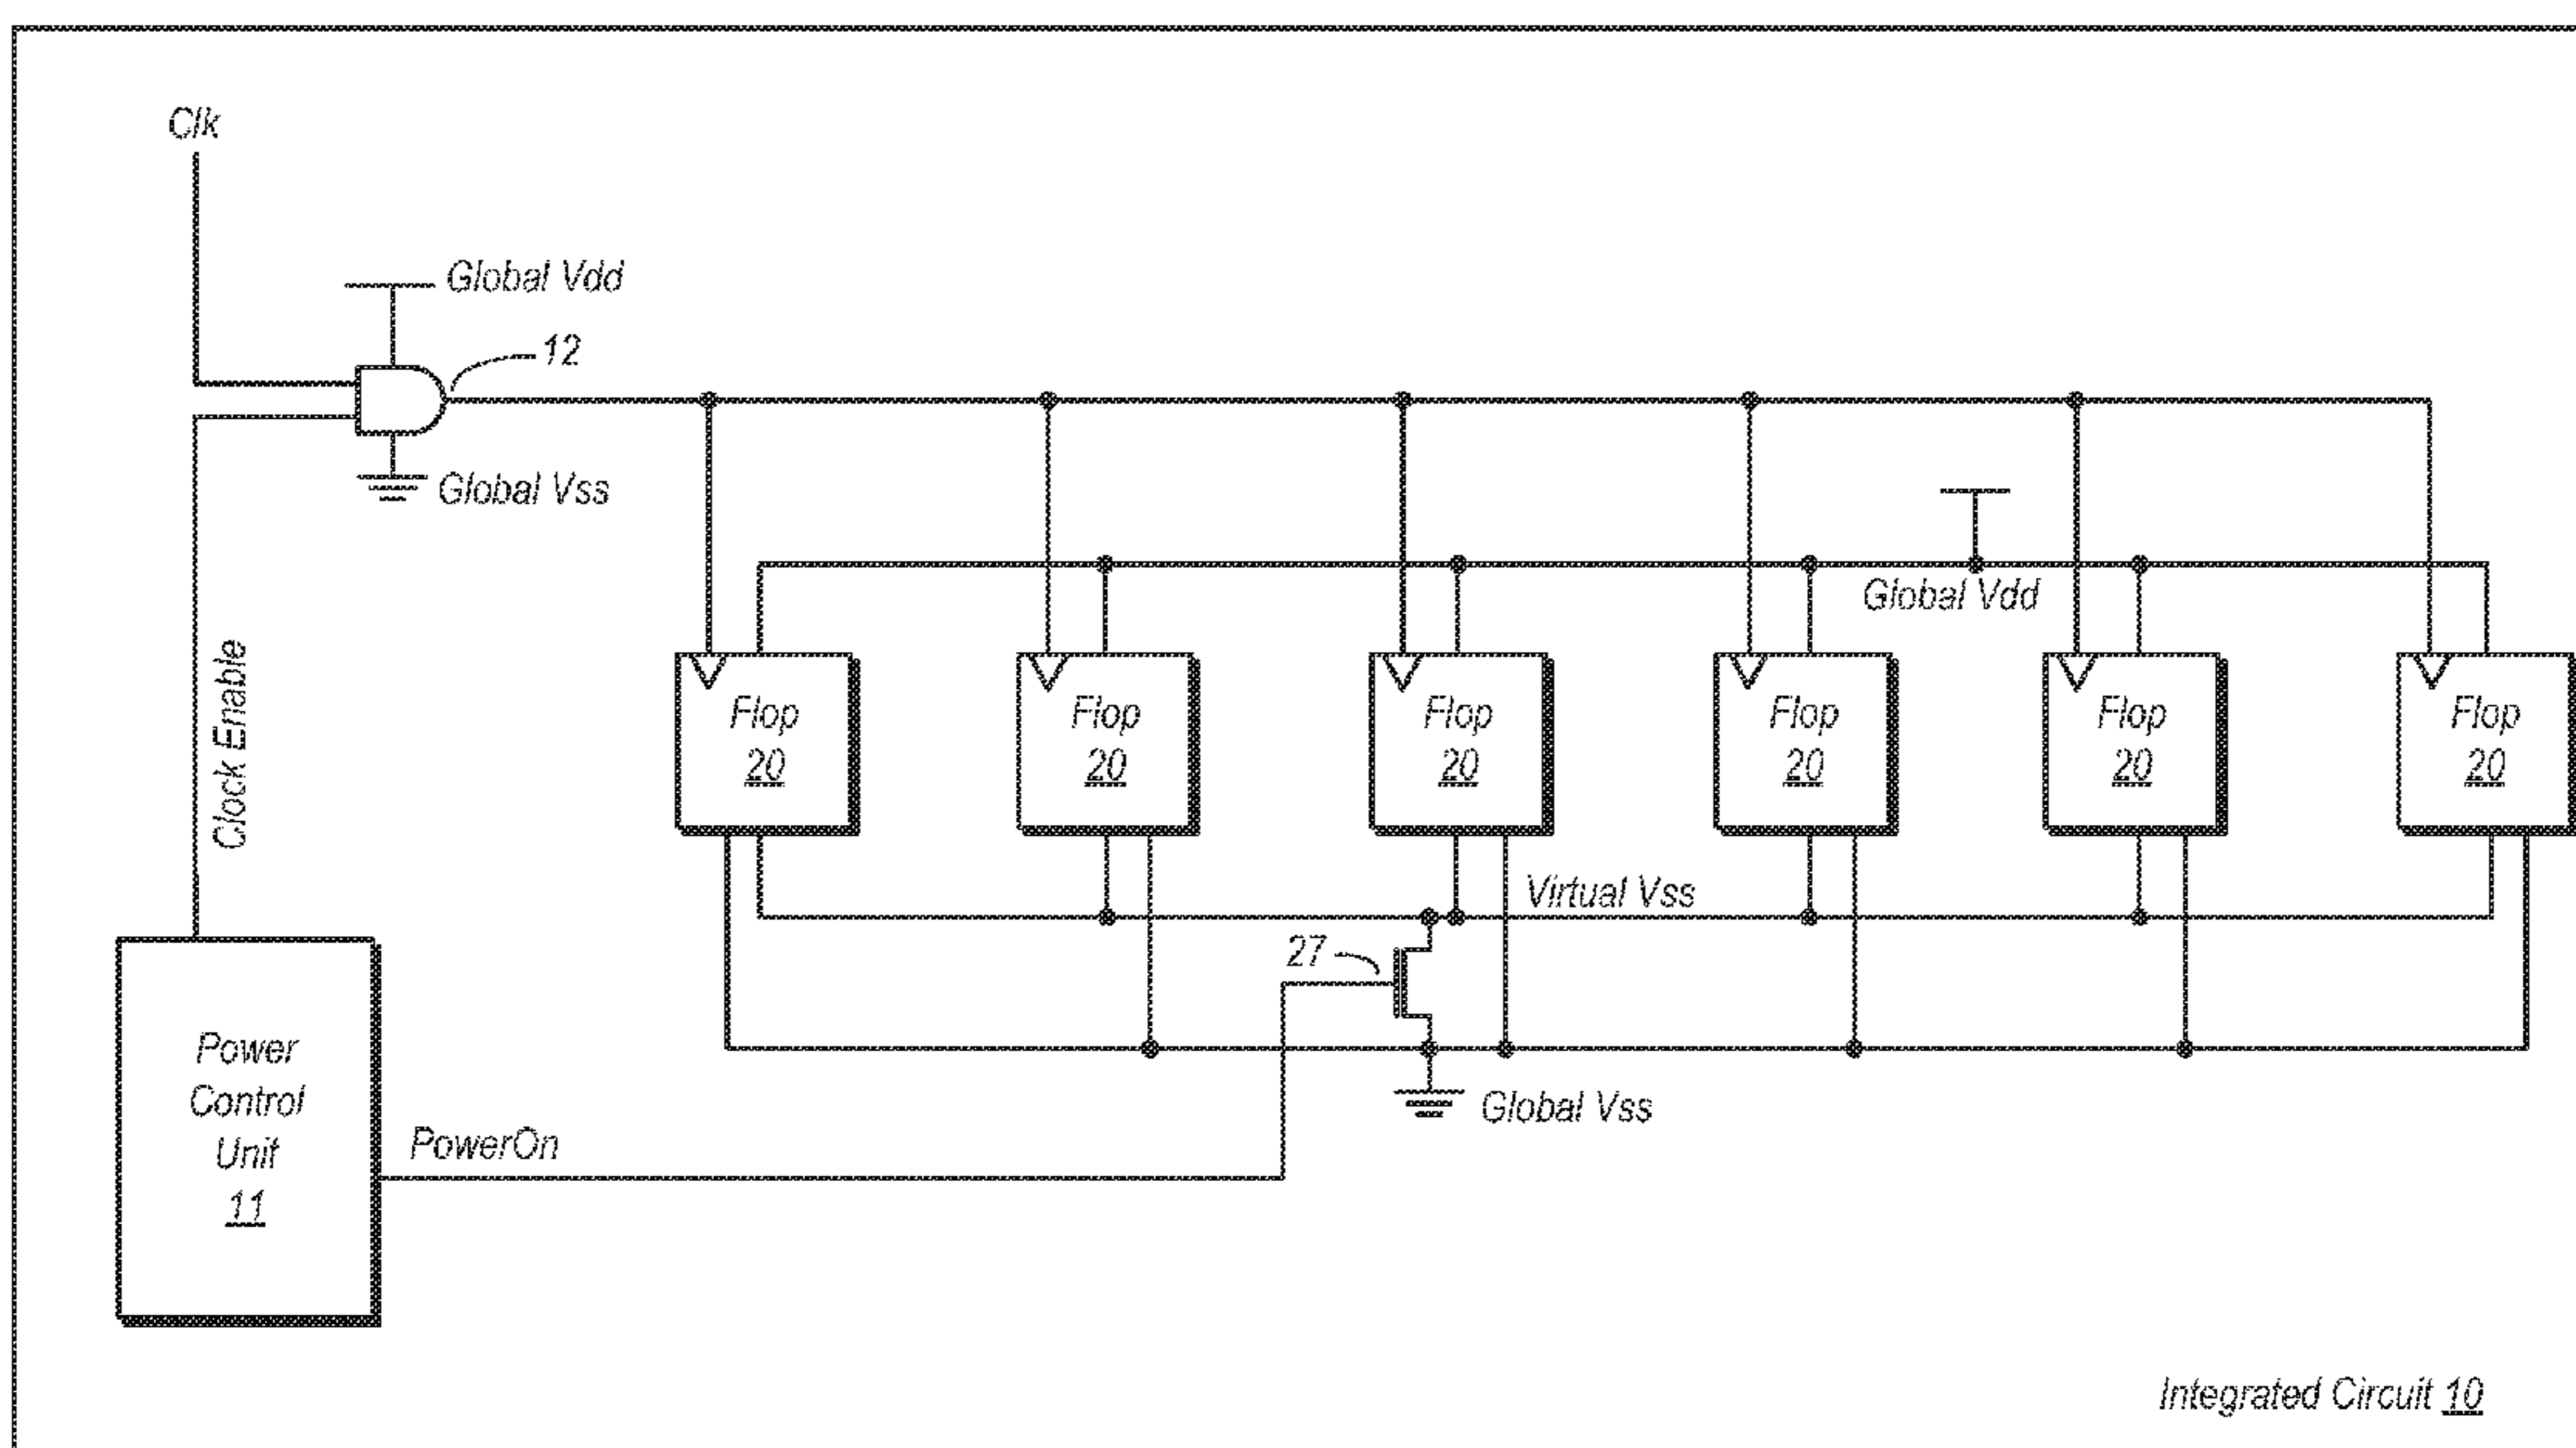 Clk
Global Vdd
12
Global Vss
Global Vdd
Clock Enable
Flop
20
Flop
20
Flop
20
Flop
20
Flop
20
Flop
20
Virtual Vss
27
Global Vss
Power
Control
Unit
11
PowerOn
Integrated Circuit 10